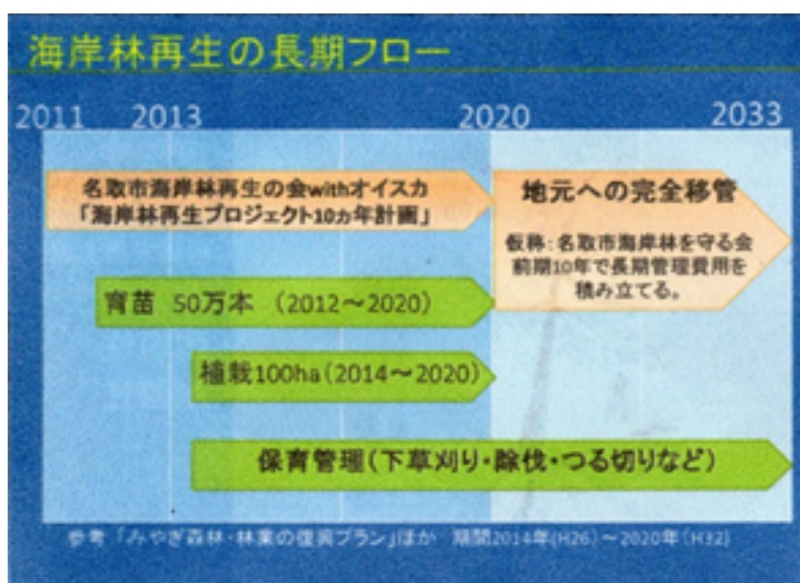 海岸林再生の長期フロー
2011 2013 2020 2033
名取市海岸林再生の会withオイスカ
「海岸林再生プロジェクト10ヵ年計画」
地元への完全移管
仮称:名取市海岸林を守る会
前期10年で長期管理費用を
積み立てる。
育苗 50万本 (2012~2020)
植栽100ha(2014~2020)
保育管理(下草刈り・除伐・つる切りなど)
参考 「みやぎ森林・林業の復興プラン」ほか 期間2014年(H26)~2020年(H32)